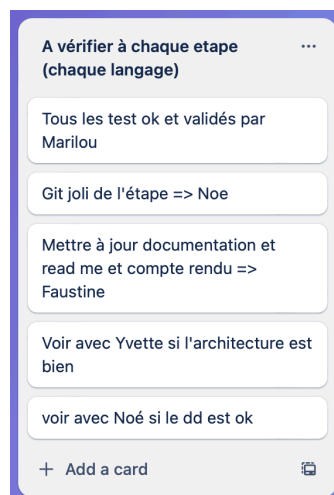 A vérifier à chaque etape
(chaque langage)
Tous les test ok et validés par
Marilou
Git joli de l'étape => Noe
Mettre à jour documentation et
read me et compte rendu =>
Faustine
Voir avec Yvette si l'architecture est
bien
voir avec Noé si le dd est ok
+ Add a card